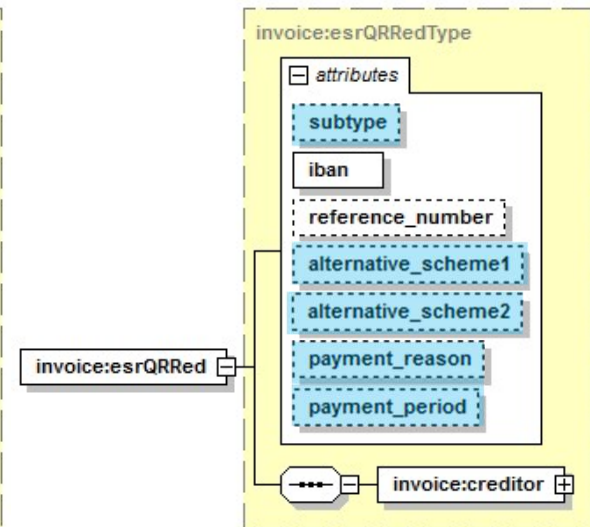 invoice:esrQRRedType
attributes
subtype
iban
reference_number
alternative_scheme1
alternative_scheme2
payment_reason
payment_period
invoice:esrQRRed
invoice:creditor